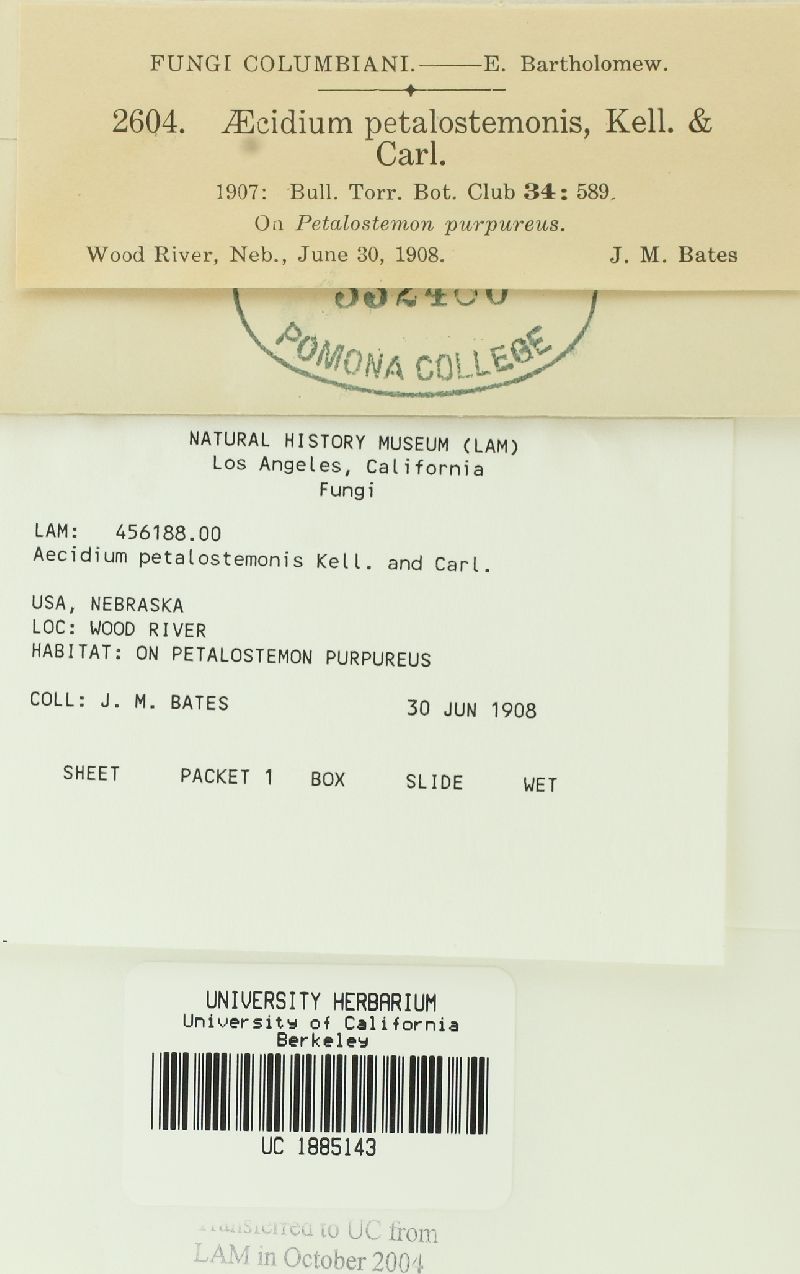 FUNGI COLUMBIANI.——E. Bartholomew.
2604. Æcidium petalostemonis, Kell. &
Carl.
1907: Bull. Torr. Bot. Club 34: 589.
On Petalostemon purpureus.
Wood River, Neb., June 30, 1908. J. M. Bates
POMONA COLLEGE
NATURAL HISTORY MUSEUM (LAM)
Los Angeles, California
Fungi
LAM: 456188.00
Aecidium petalostemonis Kell. and Carl.
USA, NEBRASKA
LOC: WOOD RIVER
HABITAT: ON PETALOSTEMON PURPUREUS
COLL: J. M. BATES 30 JUN 1908
SHEET PACKET 1 BOX SLIDE WET
UNIVERSITY HERBARIUM
University of California
Berkeley
UC 1885143
Transferred to UC from
LAM in October 2004